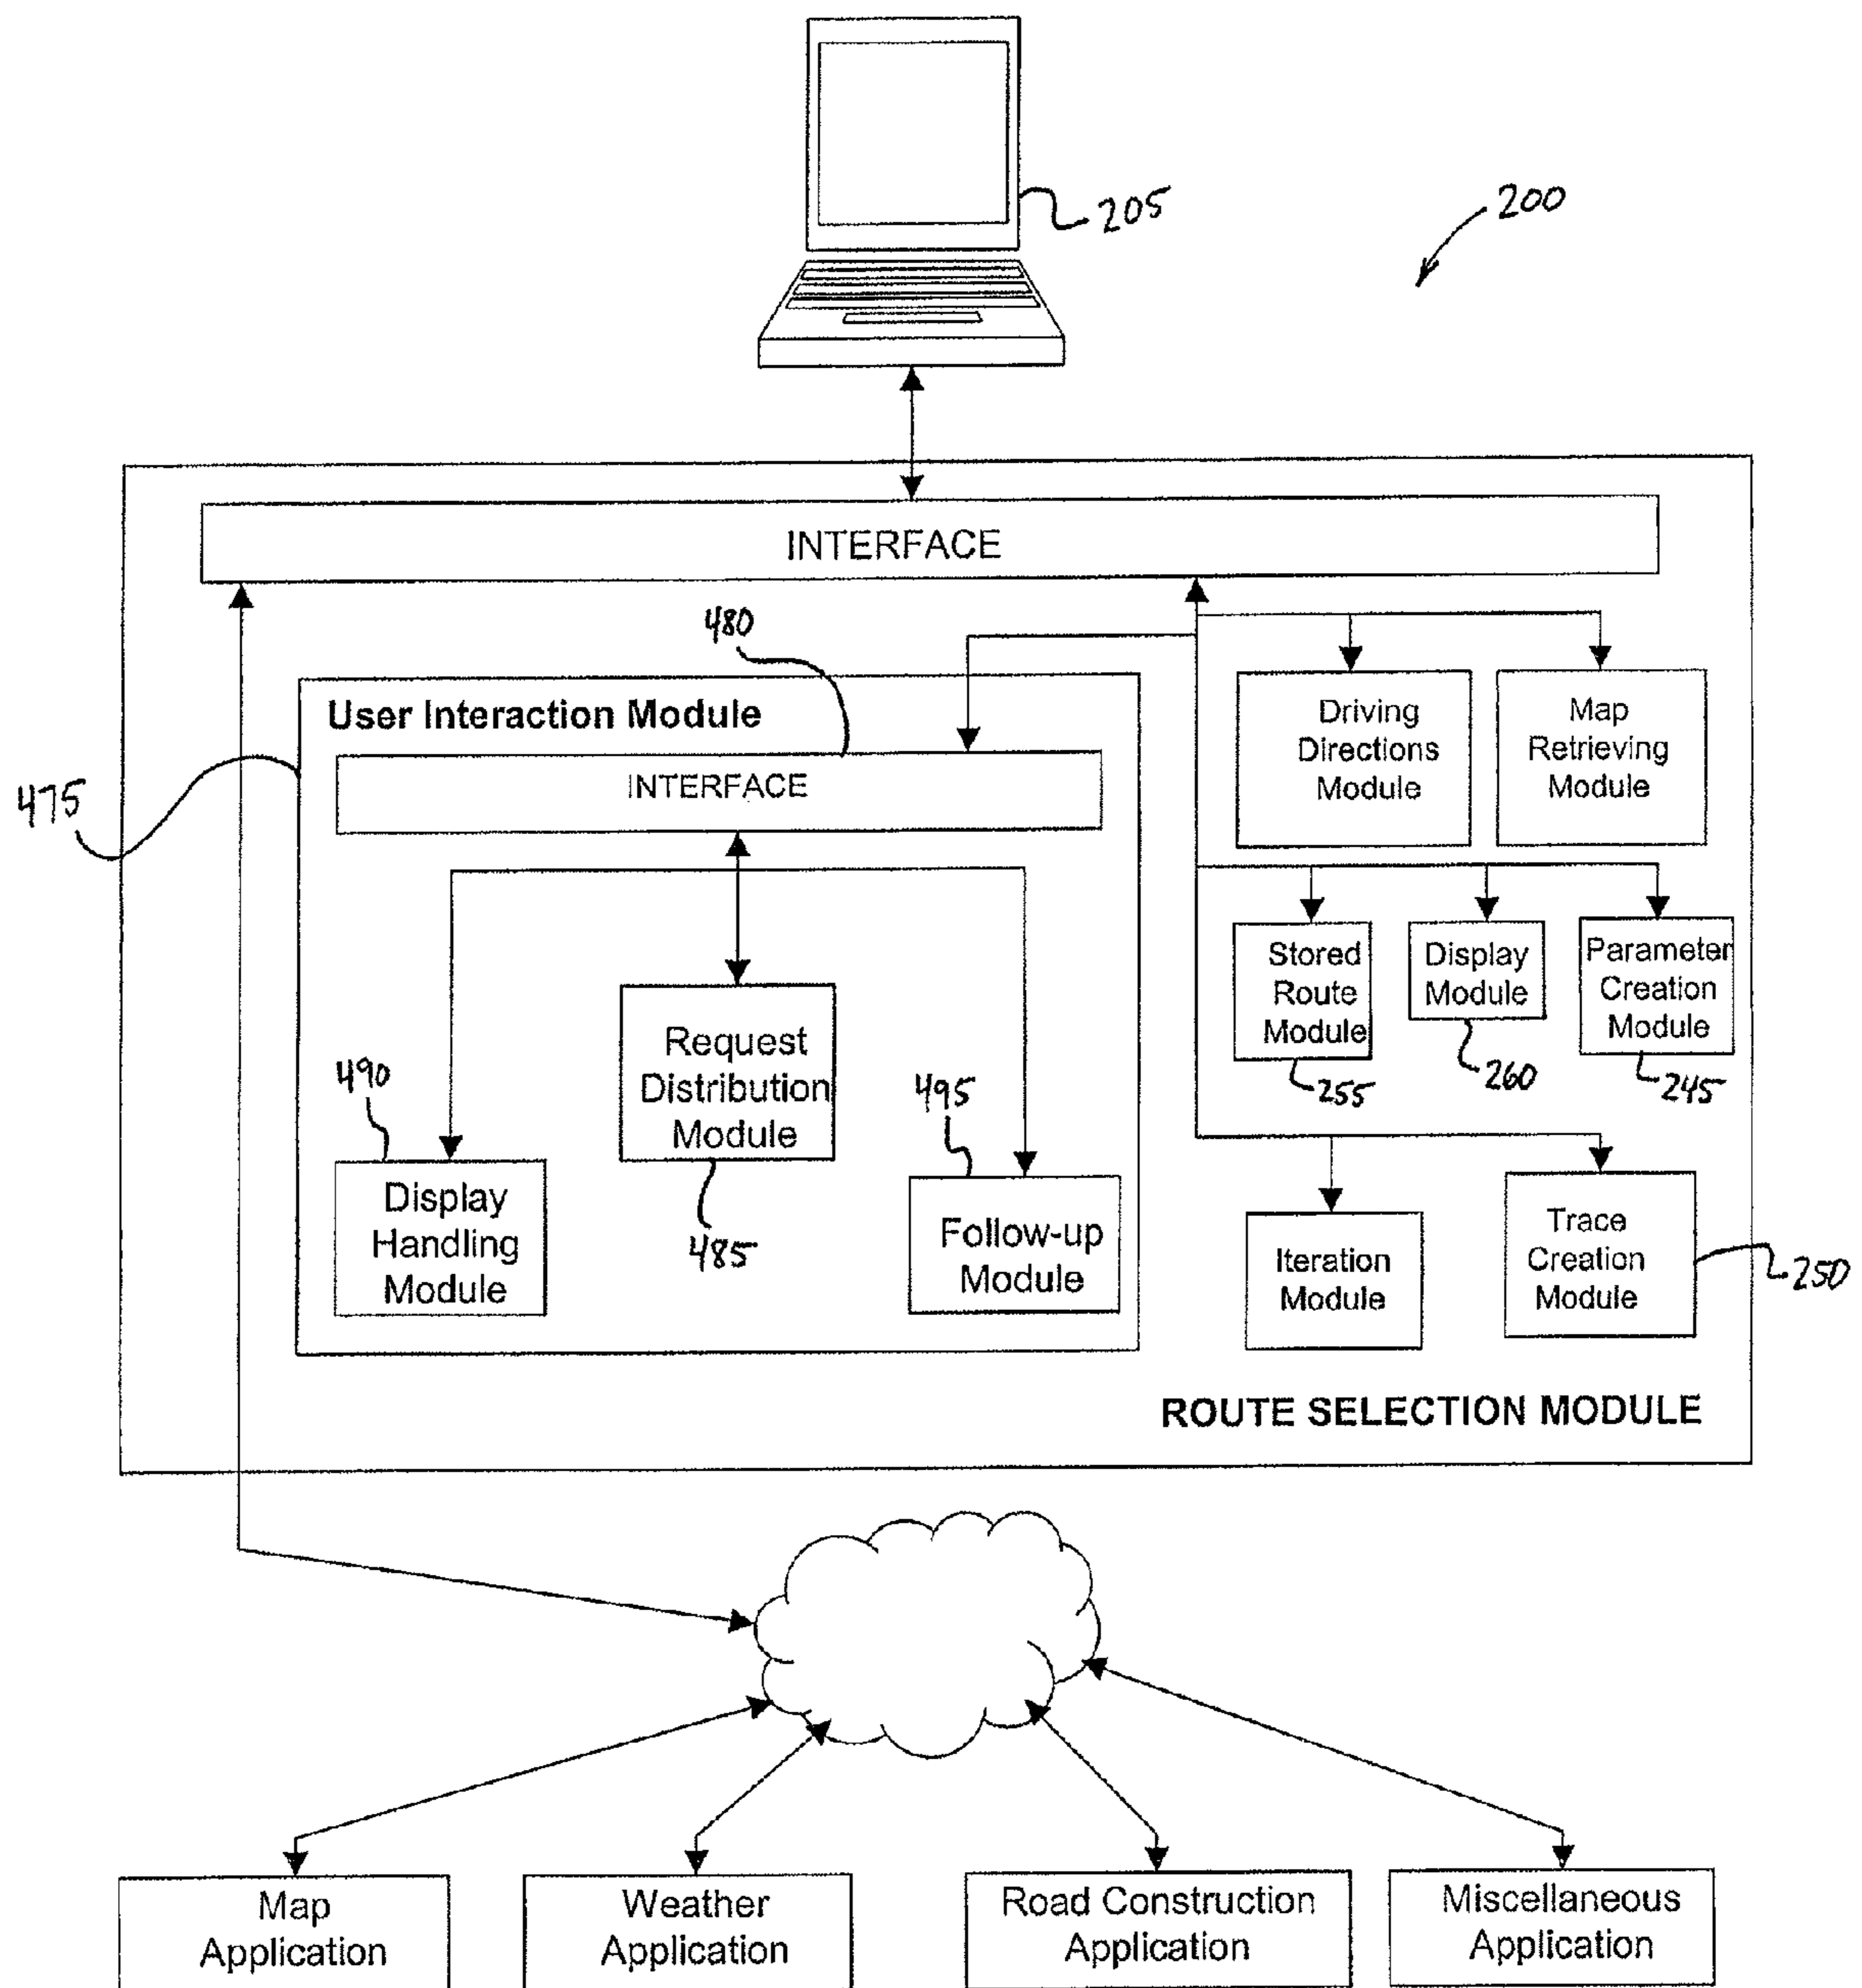 205
200
INTERFACE
480
User Interaction Module
INTERFACE
475
Driving
Directions
Module
Map
Retrieving
Module
Stored
Route
Module
255
Display
Module
260
Parameter
Creation
Module
245
490
Display
Handling
Module
Request
Distribution
Module
485
495
Follow-up
Module
Iteration
Module
Trace
Creation
Module
250
ROUTE SELECTION MODULE
Map
Application
Weather
Application
Road Construction
Application
Miscellaneous
Application